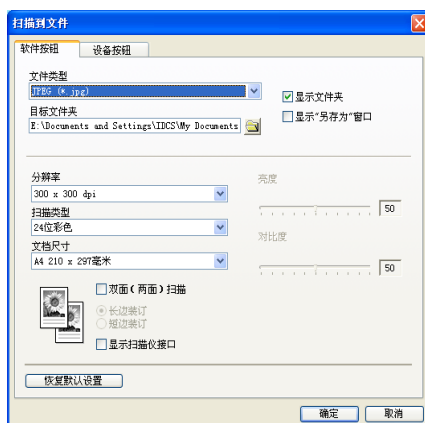 扫描到文件
软件按钮 设备按钮
文件类型
JPEG (*.jpg)
显示文件夹
目标文件夹
显示“另存为”窗口
E:\Documents and Settings\IDCS\My Documents
分辨率
亮度
300 x 300 dpi
50
扫描类型
24位彩色
对比度
文档尺寸
A4 210 x 297毫米
50
双面(两面)扫描
长边装订
短边装订
显示扫描仪接口
恢复默认设置
确定 取消